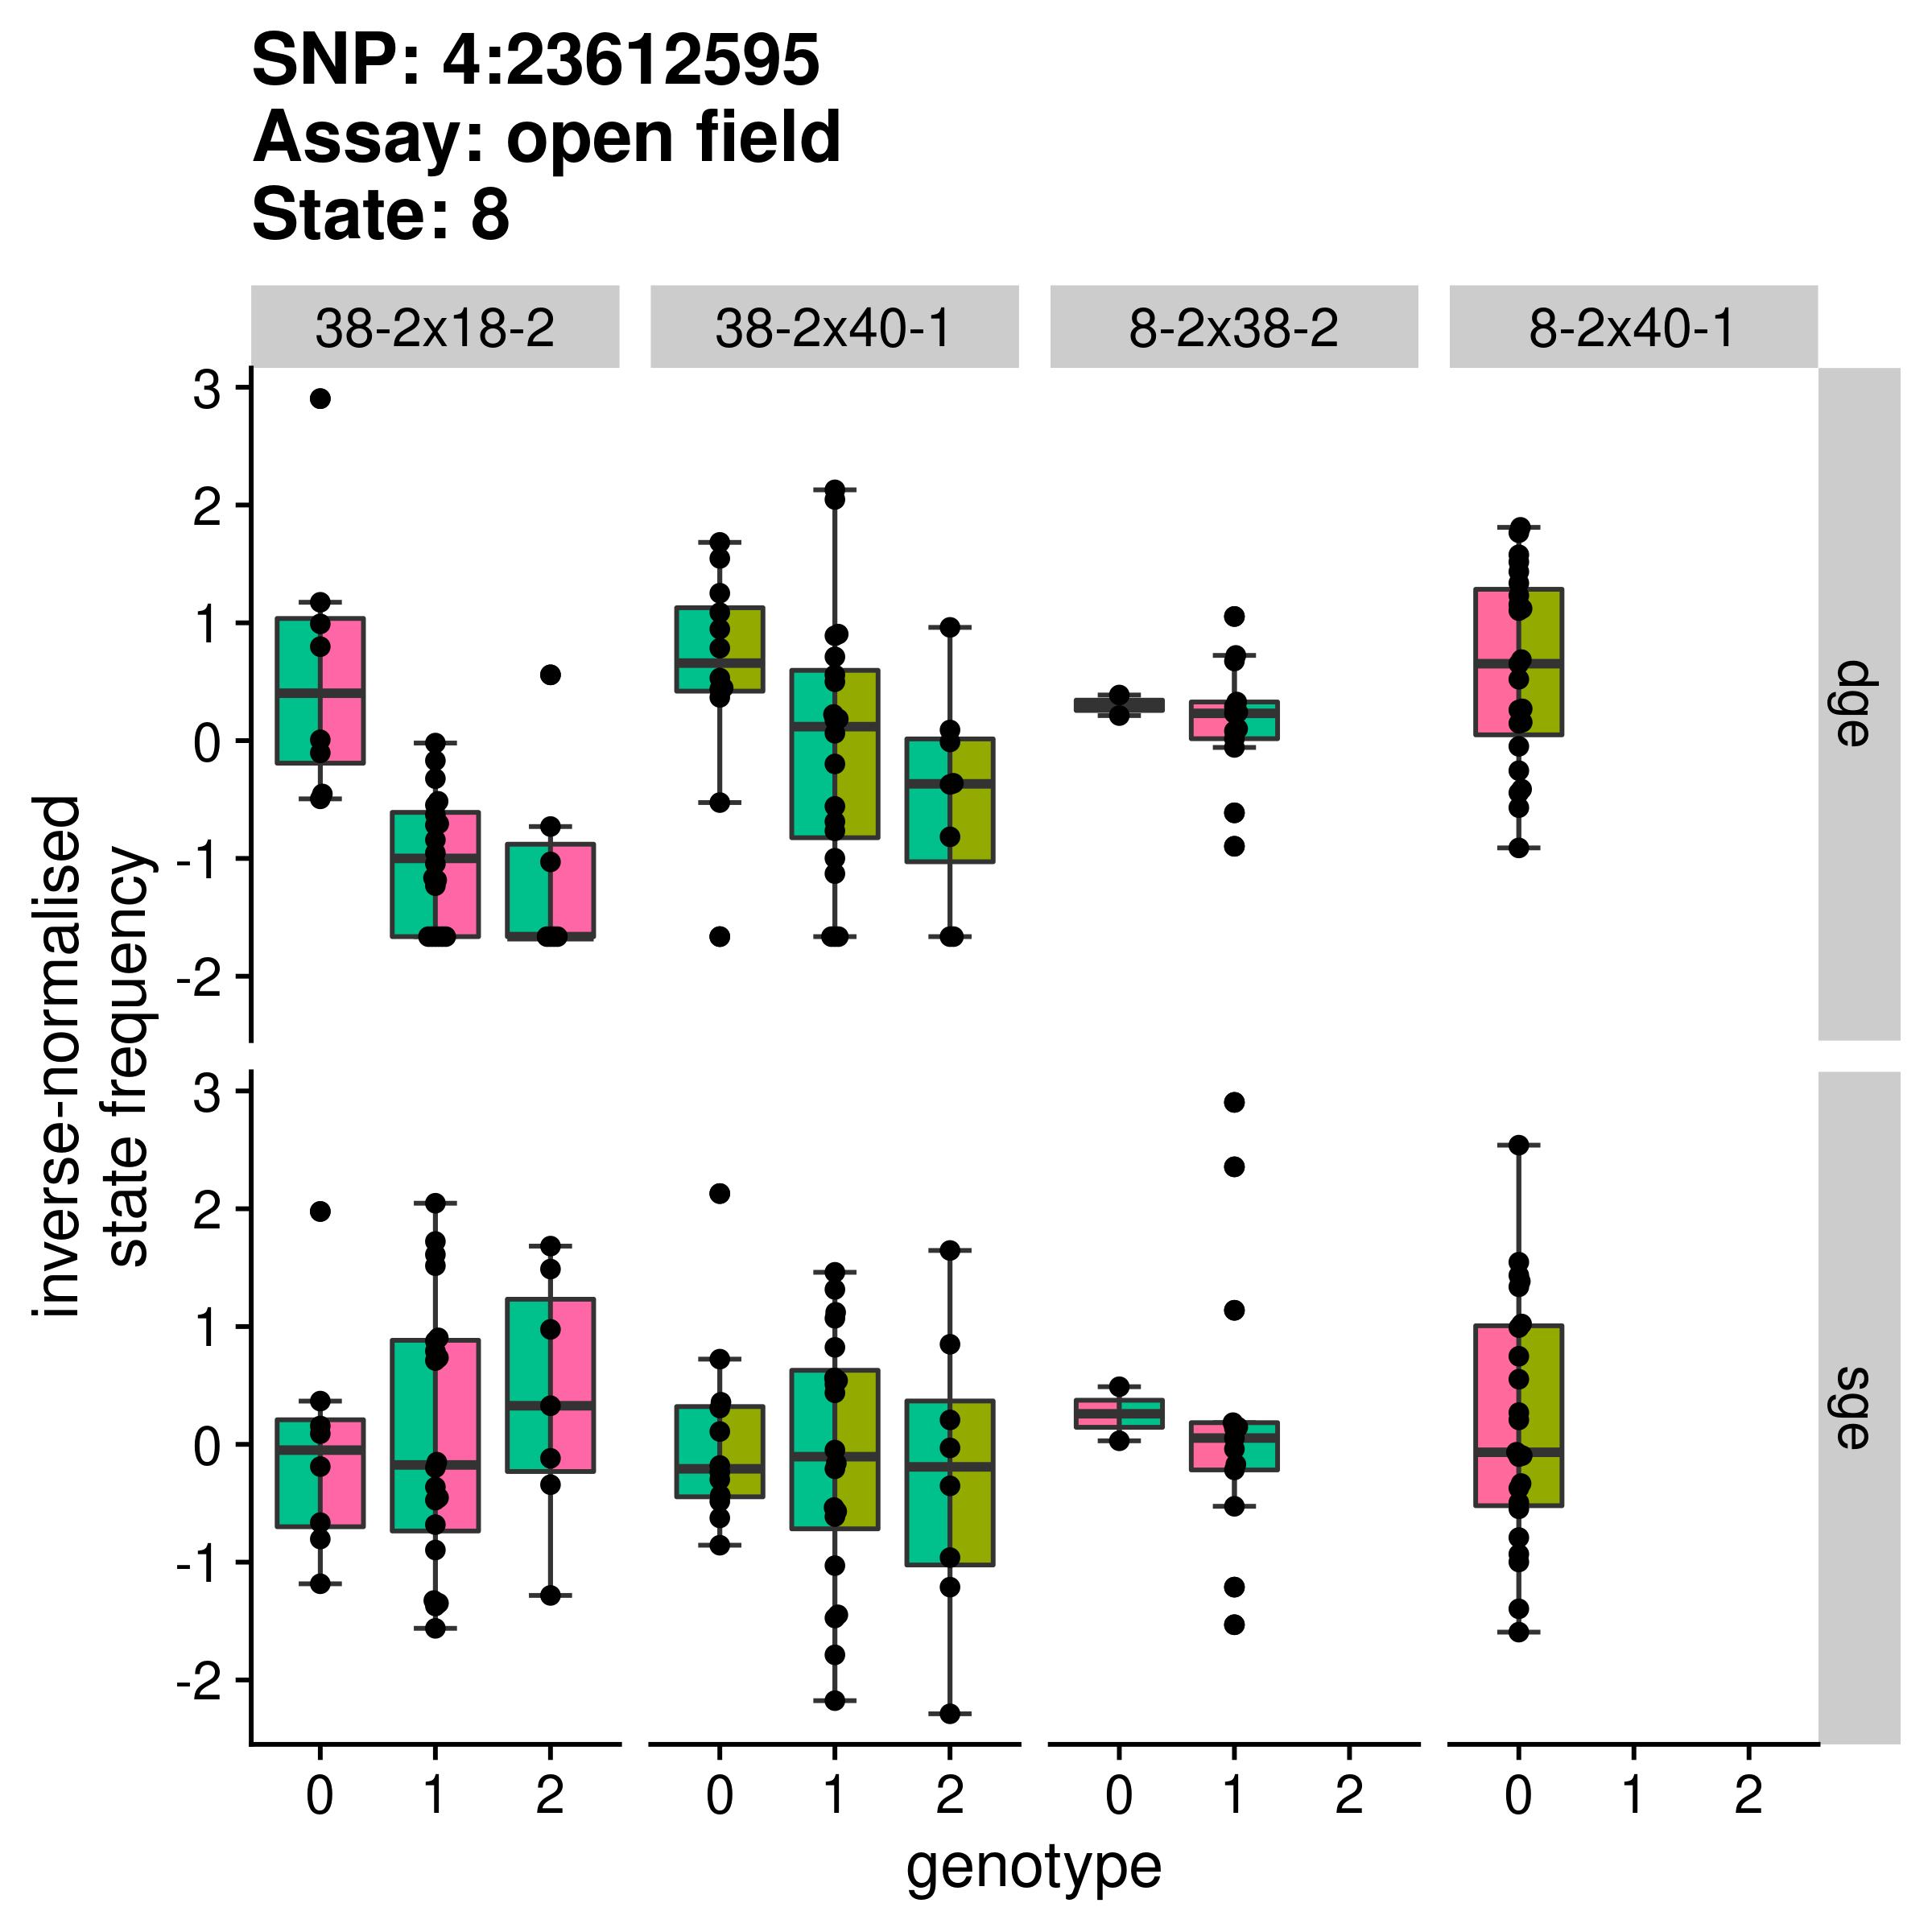 SNP: 4:23612595
Assay: open field
State: 8
38-2x18-2
38-2x40-1
8-2x38-2
8-2x40-1
3
2
1
0
-1
-2
dge
3
2
1
0
-1
-2
sge
inverse-normalised
state frequency
0
1
2
0
1
2
0
1
2
0
1
2
genotype